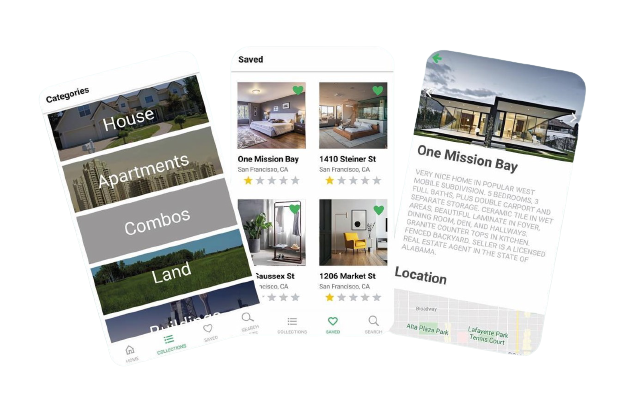 Categories
House
Apartments
Combos
Land
Buildings
HOME
COLLECTIONS
SAVED
SEARCH
Saved
One Mission Bay
San Francisco, CA
1410 Steiner St
San Francisco, CA
Gaussex St
San Francisco, CA
1206 Market St
San Francisco, CA
COLLECTIONS
SAVED
SEARCH
One Mission Bay
VERY NICE HOME IN POPULAR WEST
MOBILE SUBDIVISION. 5 BEDROOMS, 3
FULL BATHS, PLUS DOUBLE CARPORT AND
SEPARATE STORAGE. CERAMIC TILE IN WET
AREAS, BEAUTIFUL LAMINATE IN FOYER,
DINING ROOM, DEN, AND HALLWAYS.
GRANITE COUNTER TOPS IN KITCHEN.
FENCED BACKYARD. SELLER IS A LICENSED
REAL ESTATE AGENT IN THE STATE OF
ALABAMA.
Location
Broadway
Alta Plaza Park
Lafayette Park
Tennis Court